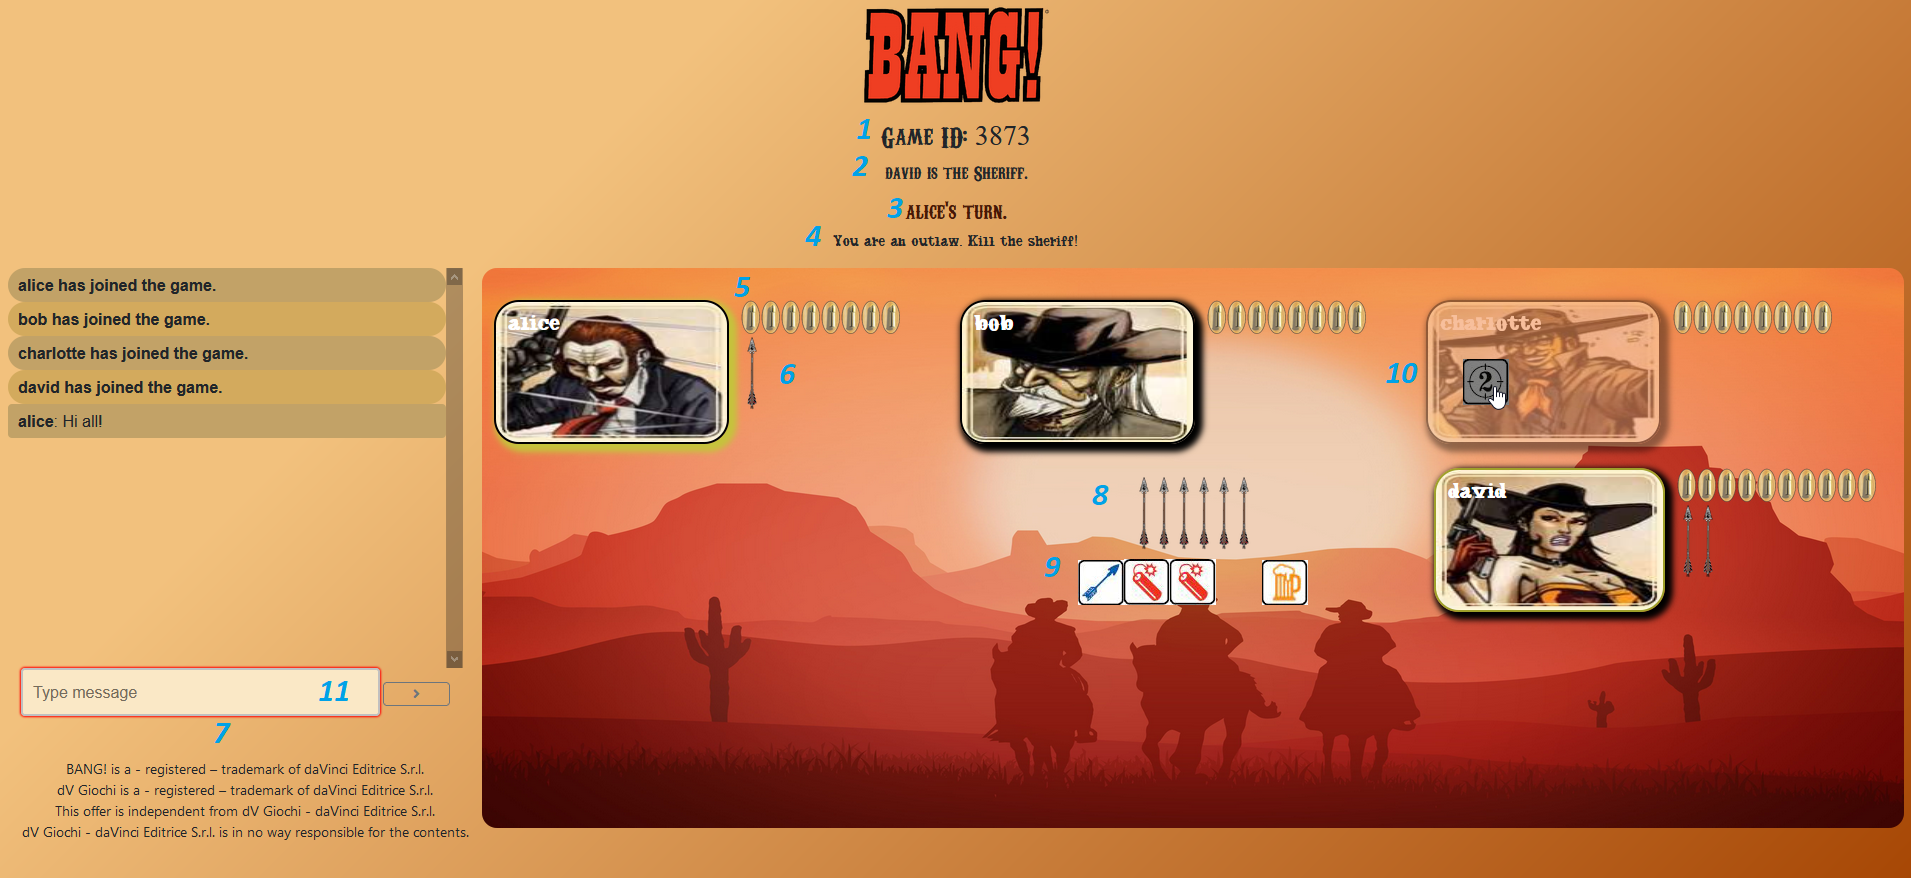 BANG!
1 Game ID: 3873
2 david is the Sheriff.
3 alice's turn.
4 You are an outlaw. Kill the sheriff!
alice has joined the game.
bob has joined the game.
charlotte has joined the game.
david has joined the game.
alice: Hi all!
Type message 11 >
7
BANG! is a - registered – trademark of daVinci Editrice S.r.l.
dV Giochi is a - registered – trademark of daVinci Editrice S.r.l.
This offer is independent from dV Giochi - daVinci Editrice S.r.l.
dV Giochi - daVinci Editrice S.r.l. is in no way responsible for the contents.
5
alice
6
bob
charlotte
10
2
8
david
9